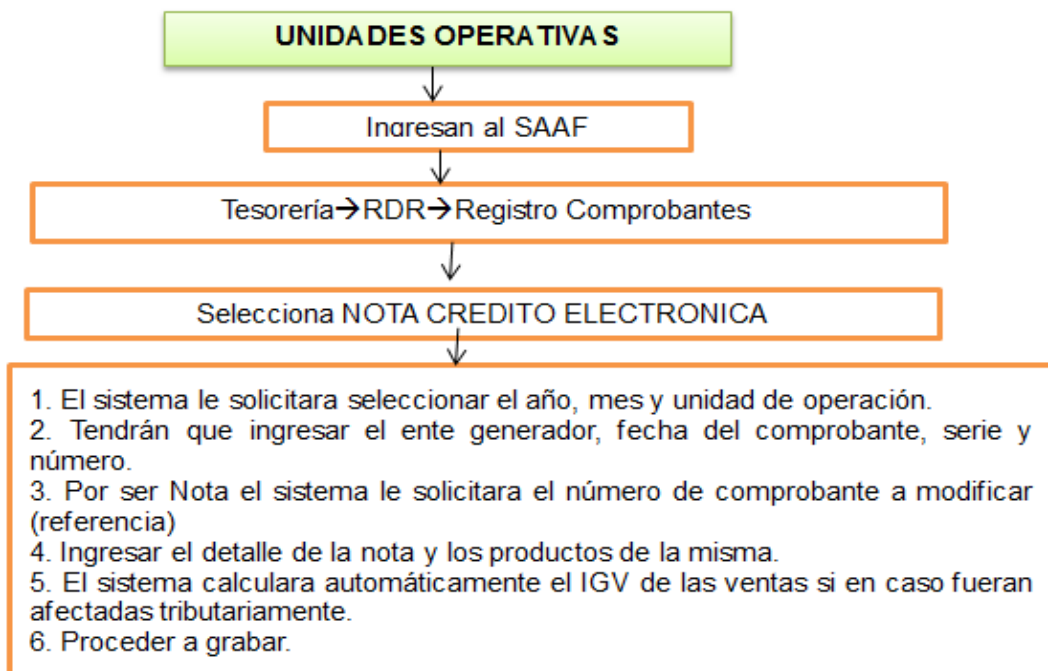 UNIDADES OPERATIVAS
Ingresan al SAAF
Tesorería→RDR→Registro Comprobantes
Selecciona NOTA CREDITO ELECTRONICA
1. El sistema le solicitara seleccionar el año, mes y unidad de operación.
2. Tendrán que ingresar el ente generador, fecha del comprobante, serie y
número.
3. Por ser Nota el sistema le solicitara el número de comprobante a modificar
(referencia)
4. Ingresar el detalle de la nota y los productos de la misma.
5. El sistema calculara automáticamente el IGV de las ventas si en caso fueran
afectadas tributariamente.
6. Proceder a grabar.